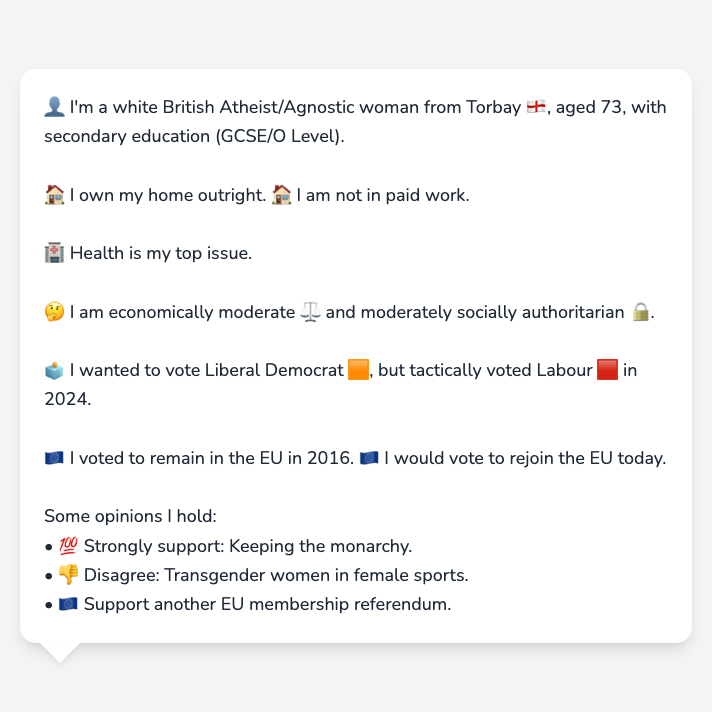 👤 I'm a white British Atheist/Agnostic woman from Torbay 🏴󠁧󠁢󠁥󠁮󠁧󠁿, aged 73, with
secondary education (GCSE/O Level).
🏠 I own my home outright. 🏠 I am not in paid work.
🏥 Health is my top issue.
🤔 I am economically moderate ⚖️ and moderately socially authoritarian 🔒.
🗳️ I wanted to vote Liberal Democrat 🟧, but tactically voted Labour 🟥 in
2024.
🇪🇺 I voted to remain in the EU in 2016. 🇪🇺 I would vote to rejoin the EU today.
Some opinions I hold:
• 💯 Strongly support: Keeping the monarchy.
• 👎 Disagree: Transgender women in female sports.
• 🇪🇺 Support another EU membership referendum.